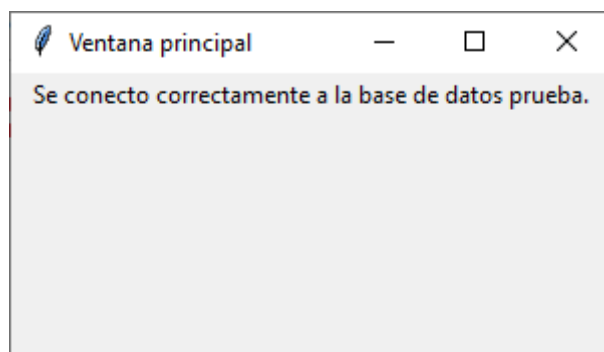 Ventana principal
Se conecto correctamente a la base de datos prueba.